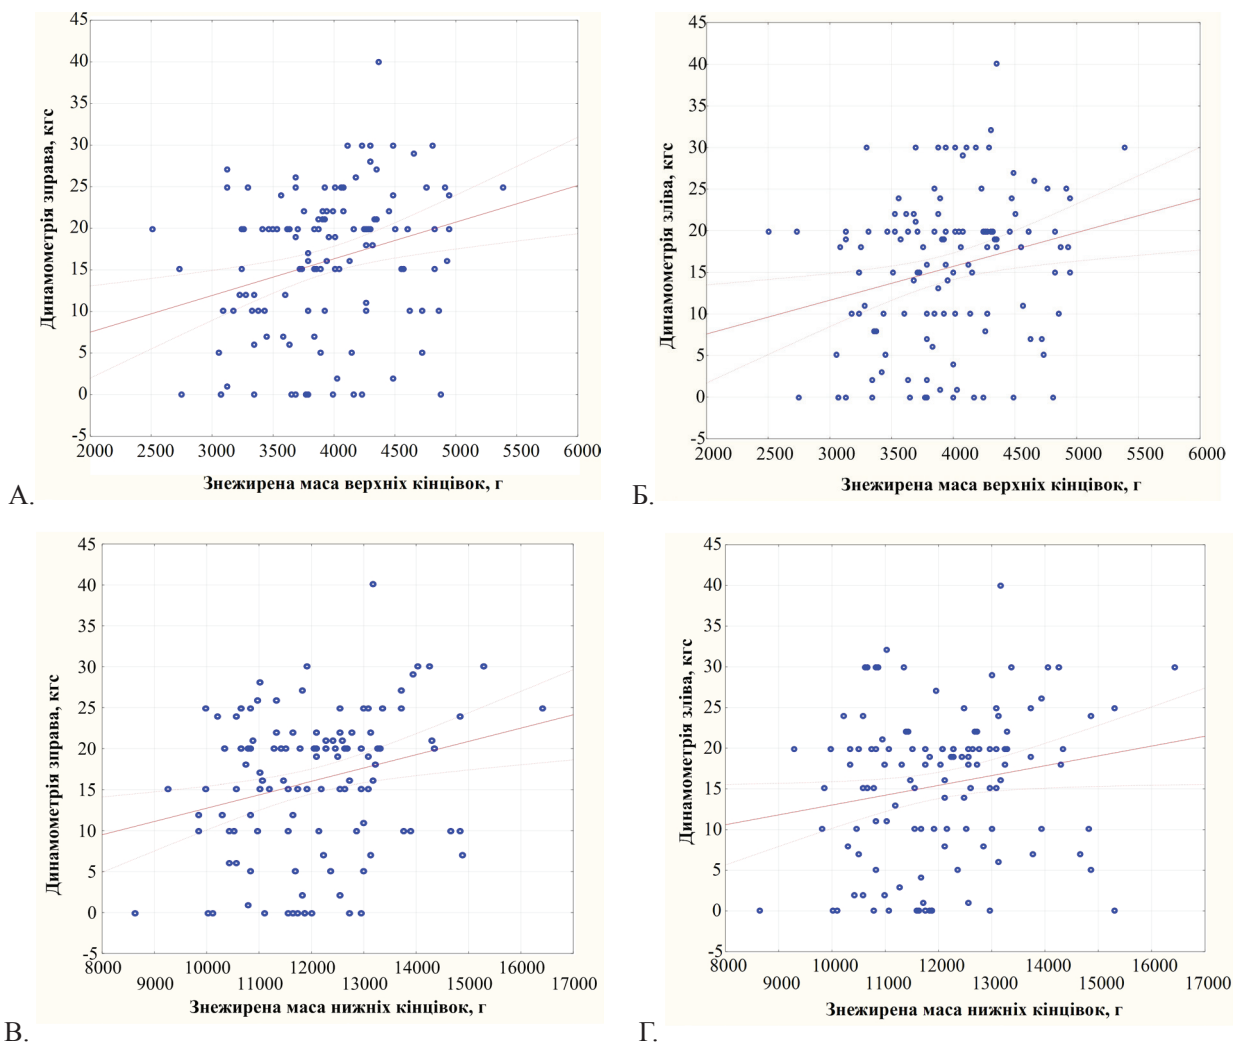 45
40
35
30
25
20
15
10
5
0
-5
2000 2500 3000 3500 4000 4500 5000 5500 6000
Динамометрія зправа, кгс
Знежирена маса верхніх кінцівок, г
А.
45
40
35
30
25
20
15
10
5
0
-5
2000 3000 4000 5000 6000
2500 3500 4500 5500
Динамометрія зліва, кгс
Знежирена маса верхніх кінцівок, г
Б.
45
40
35
30
25
20
15
10
5
0
-5
8000 10000 12000 14000 16000
9000 11000 13000 15000 17000
Динамометрія зправа, кгс
Знежирена маса нижніх кінцівок, г
В.
45
40
35
30
25
20
15
10
5
0
-5
8000 10000 12000 14000 16000
9000 11000 13000 15000 17000
Динамометрія зліва, кгс
Знежирена маса нижніх кінцівок, г
Г.